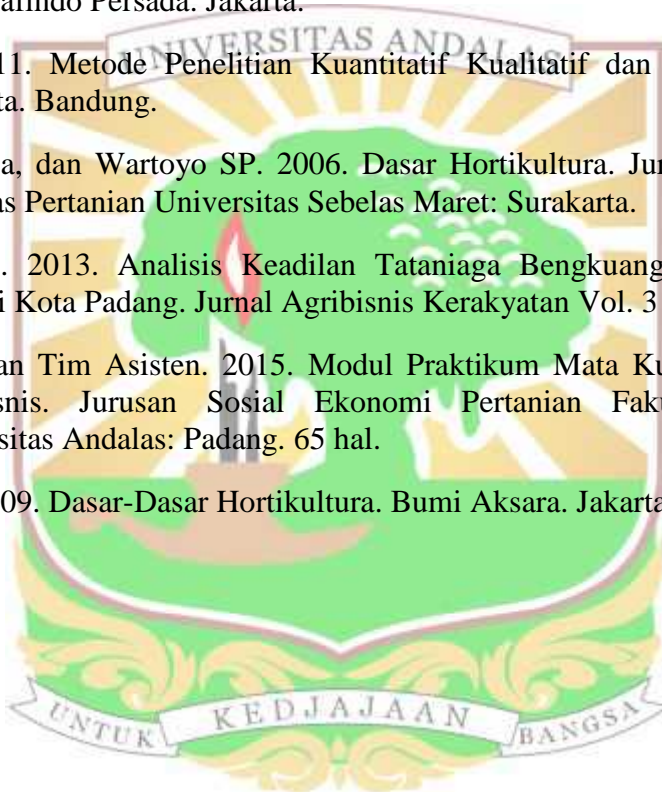 afindo Persada. Jakarta.
UNIVERSITAS ANDALAS
11. Metode Penelitian Kuantitatif Kualitatif dan
ta. Bandung.
a, dan Wartoyo SP. 2006. Dasar Hortikultura. Jur
as Pertanian Universitas Sebelas Maret: Surakarta.
. 2013. Analisis Keadilan Tataniaga Bengkuang
i Kota Padang. Jurnal Agribisnis Kerakyatan Vol. 3
an Tim Asisten. 2015. Modul Praktikum Mata Ku
isnis. Jurusan Sosial Ekonomi Pertanian Faku
sitas Andalas: Padang. 65 hal.
09. Dasar-Dasar Hortikultura. Bumi Aksara. Jakarta
UNTUK KEDJAJAAN BANGSA